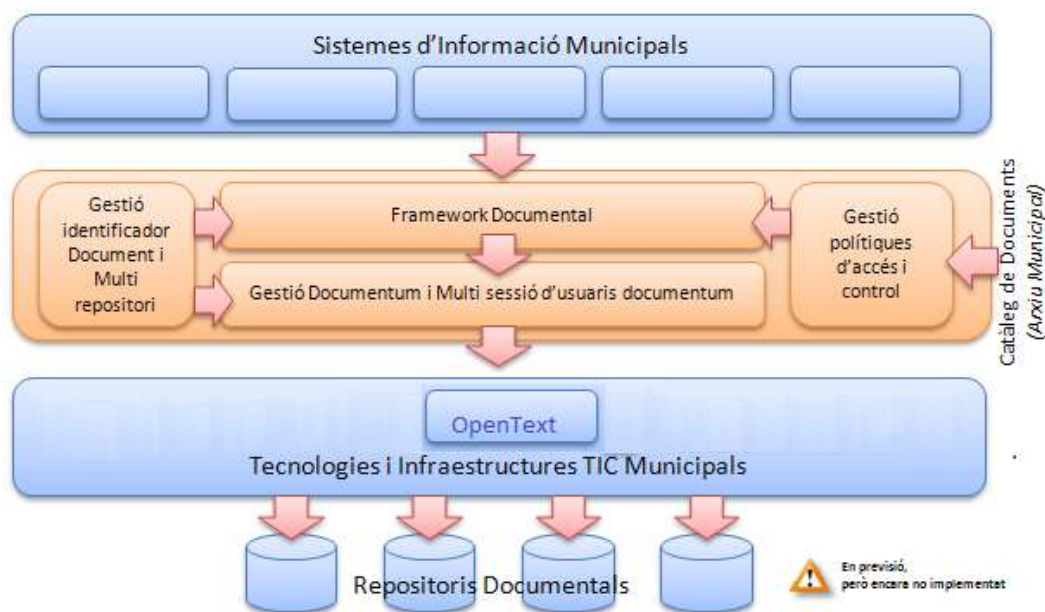 Sistemes d'Informació Municipals
Gestió
identificador
Document i
Multi
repositori
Framework Documental
Gestió Documentum i Multi sessió d'usuaris documentum
Gestió
polítiques
d'accés i
control
Catàleg de Documents
(Arxiu Municipal)
OpenText
Tecnologies i Infraestructures TIC Municipals
.
Repositoris Documentals
En previsió,
però encara no implementat